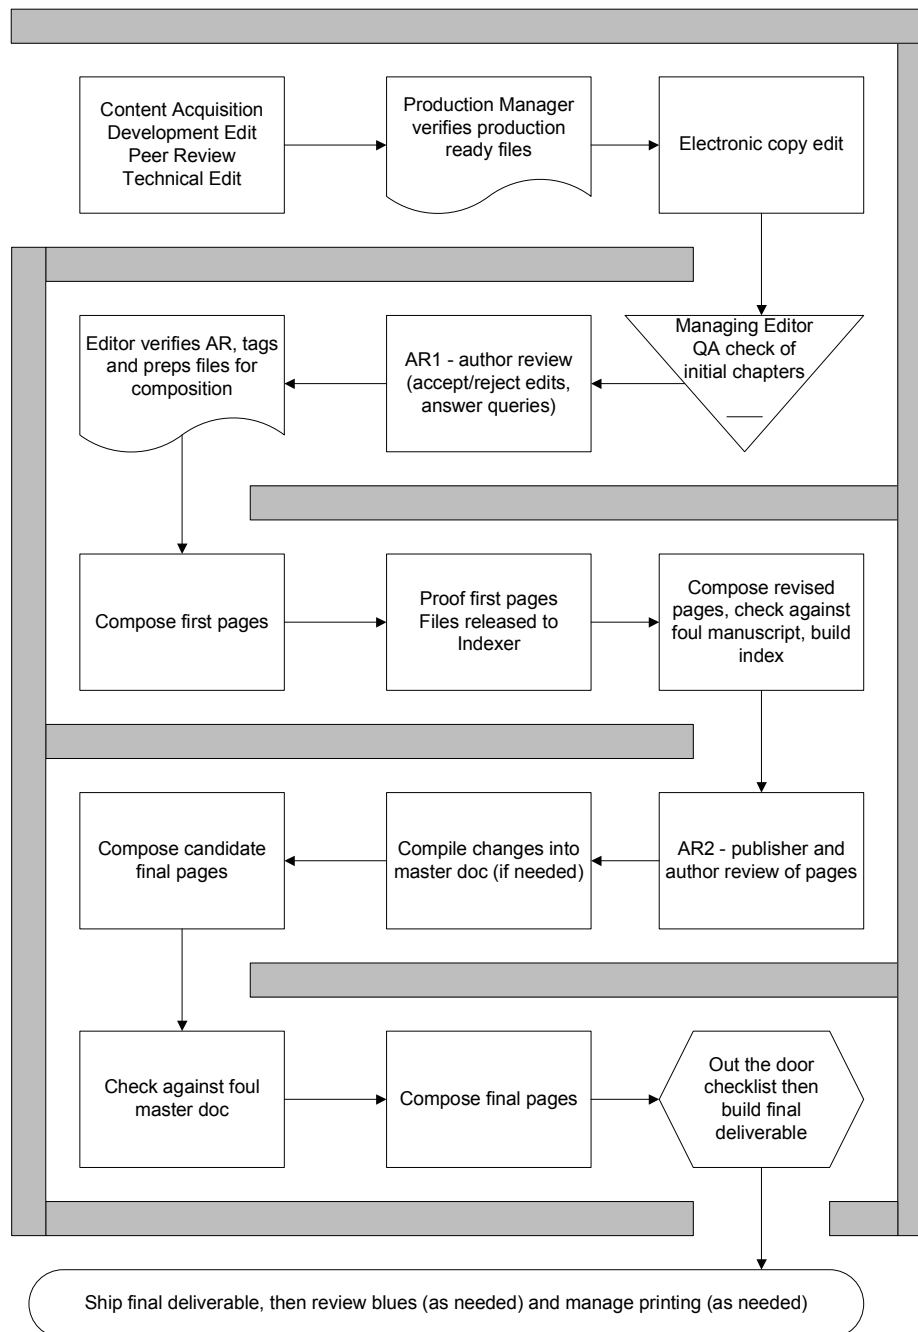 Content Acquisition
Development Edit
Peer Review
Technical Edit
Production Manager
verifies production
ready files
Electronic copy edit
Managing Editor
QA check of
initial chapters
AR1 - author review
(accept/reject edits,
answer queries)
Editor verifies AR, tags
and preps files for
composition
Compose first pages
Proof first pages
Files released to
Indexer
Compose revised
pages, check against
foul manuscript, build
index
AR2 - publisher and
author review of pages
Compile changes into
master doc (if needed)
Compose candidate
final pages
Check against foul
master doc
Compose final pages
Out the door
checklist then
build final
deliverable
Ship final deliverable, then review blues (as needed) and manage printing (as needed)